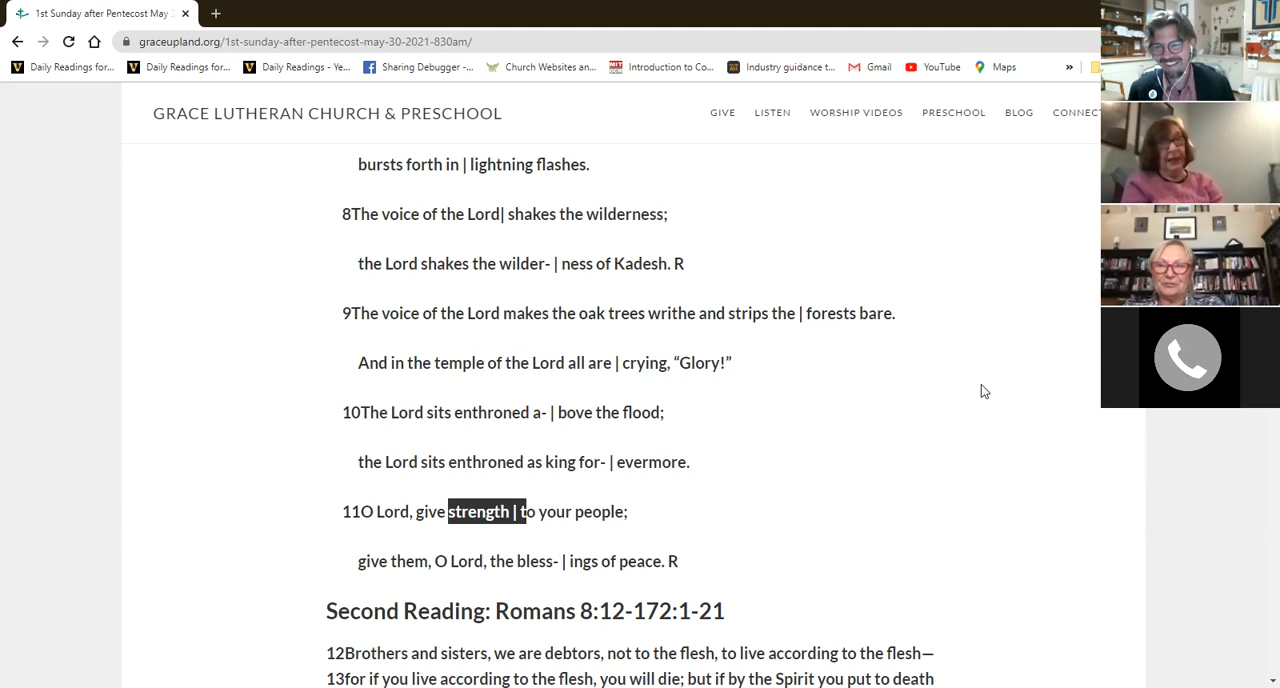 1st Sunday after Pentecost May
graceupland.org/1st-sunday-after-pentecost-may-30-2021-830am/
Daily Readings for... Daily Readings for... Daily Readings - Ye... Sharing Debugger -... Church Websites an... Introduction to Co... Industry guidance t... Gmail YouTube Maps »
GRACE LUTHERAN CHURCH & PRESCHOOL
GIVE LISTEN WORSHIP VIDEOS PRESCHOOL BLOG CONNECT
bursts forth in | lightning flashes.
8The voice of the Lord| shakes the wilderness;
the Lord shakes the wilder- | ness of Kadesh. R
9The voice of the Lord makes the oak trees writhe and strips the | forests bare.
And in the temple of the Lord all are | crying, “Glory!”
10The Lord sits enthroned a- | bove the flood;
the Lord sits enthroned as king for- | evermore.
11O Lord, give strength | to your people;
give them, O Lord, the bless- | ings of peace. R
Second Reading: Romans 8:12-172:1-21
12Brothers and sisters, we are debtors, not to the flesh, to live according to the flesh—
13for if you live according to the flesh, you will die; but if by the Spirit you put to death